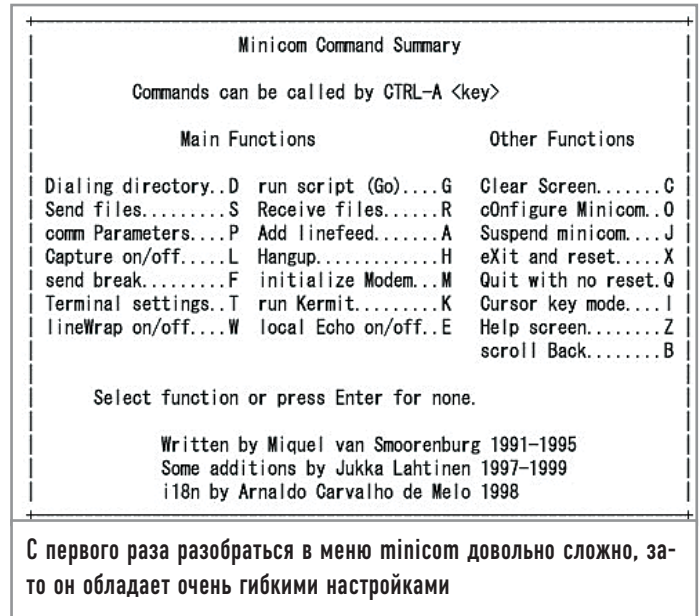 Minicom Command Summary
Commands can be called by CTRL-A <key>
Main Functions Other Functions
Dialing directory..D run script (Go)....G Clear Screen.......C
Send files.........S Receive files......R cOnfigure Minicom..O
comm Parameters....P Add linefeed.......A Suspend minicom....J
Capture on/off.....L Hangup.............H eXit and reset.....X
send break.........F initialize Modem...M Quit with no reset.Q
Terminal settings..T run Kermit.........K Cursor key mode....I
lineWrap on/off....W local Echo on/off..E Help screen........Z
scroll Back........B
Select function or press Enter for none.
Written by Miquel van Smoorenburg 1991-1995
Some additions by Jukka Lahtinen 1997-1999
i18n by Arnaldo Carvalho de Melo 1998
С первого раза разобраться в меню minicom довольно сложно, за-
то он обладает очень гибкими настройками